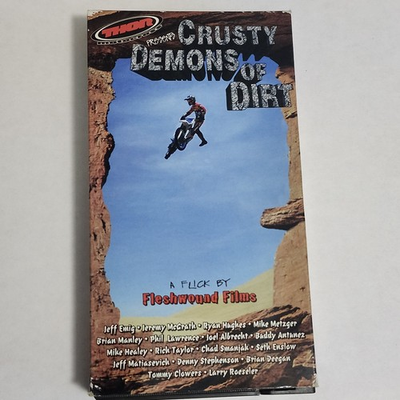 THOR
PRESENTS
CRUSTY
DEMONS
OF
DIRT
A FLICK BY
Fleshwound Films
Jeff Emig • Jeremy McGrath • Ryan Hughes • Mike Metzger
Brian Manley • Phil Lawrence • Joel Albrecht • Buddy Antunez
Mike Healey • Rich Taylor • Chad Smanjak • Seth Enslow
Jeff Matiasevich • Denny Stephenson • Brian Deegan
Tommy Clowers • Larry Roeseler